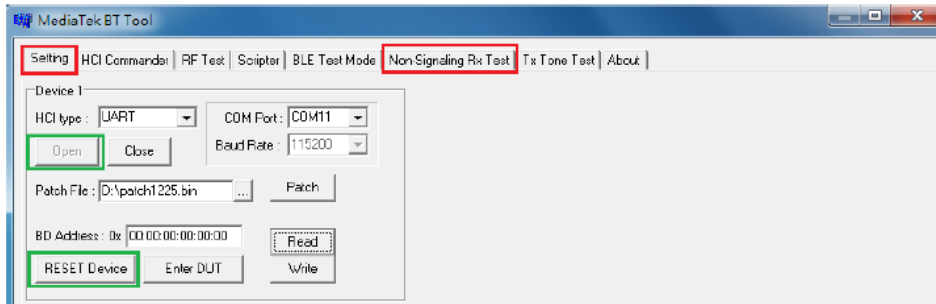 MediaTek BT Tool
Setting HCI Commander RF Test Scripter BLE Test Mode Non-Signaling Rx Test Tx Tone Test About
Device 1
HCI type : UART COM Port : COM11
Open Close Baud Rate : 115200
Patch File : D:\patch1225.bin ... Patch
BD Address : 0x 00:00:00:00:00:00 Read
RESET Device Enter DUT Write